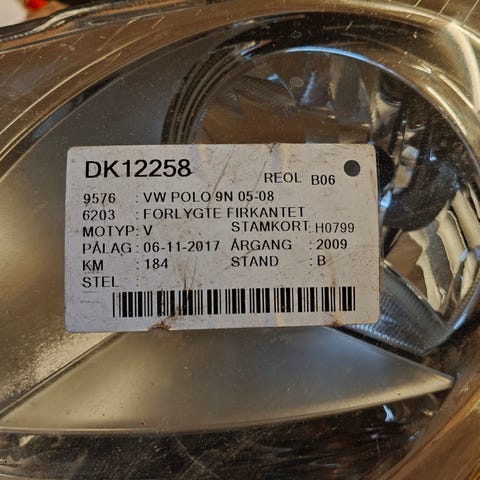 DK12258 REOL B06
9576 : VW POLO 9N 05-08
6203 : FORLYGTE FIRKANTET
MOTYP: V STAMKORT: H0799
PÅLAG: 06-11-2017 ÅRGANG : 2009
KM : 184 STAND : B
STEL :